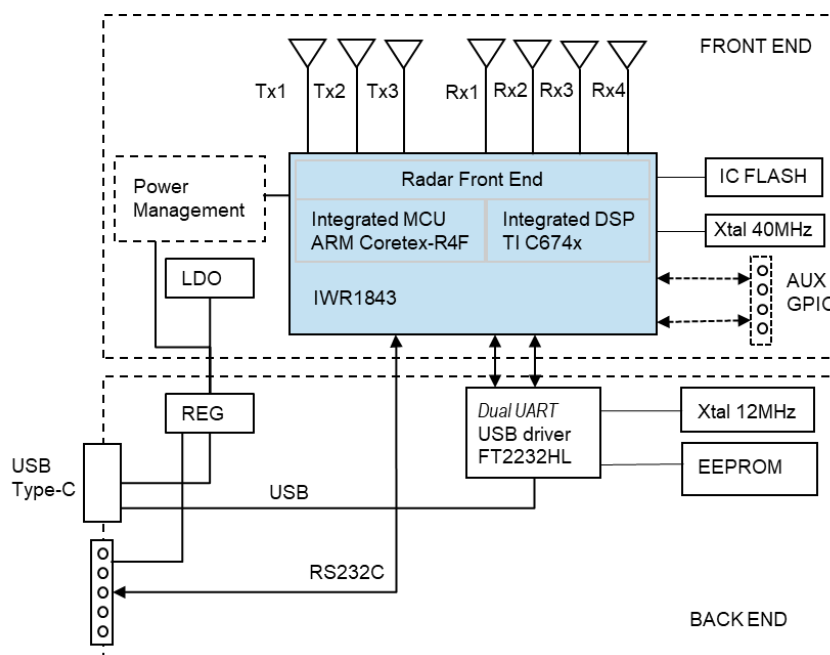 FRONT END
Tx1
Tx2
Tx3
Rx1
Rx2
Rx3
Rx4
Power
Management
Radar Front End
Integrated MCU
ARM Coretex-R4F
Integrated DSP
TI C674x
IWR1843
IC FLASH
Xtal 40MHz
AUX
GPIO
LDO
REG
Dual UART
USB driver
FT2232HL
Xtal 12MHz
EEPROM
USB
Type-C
USB
RS232C
BACK END